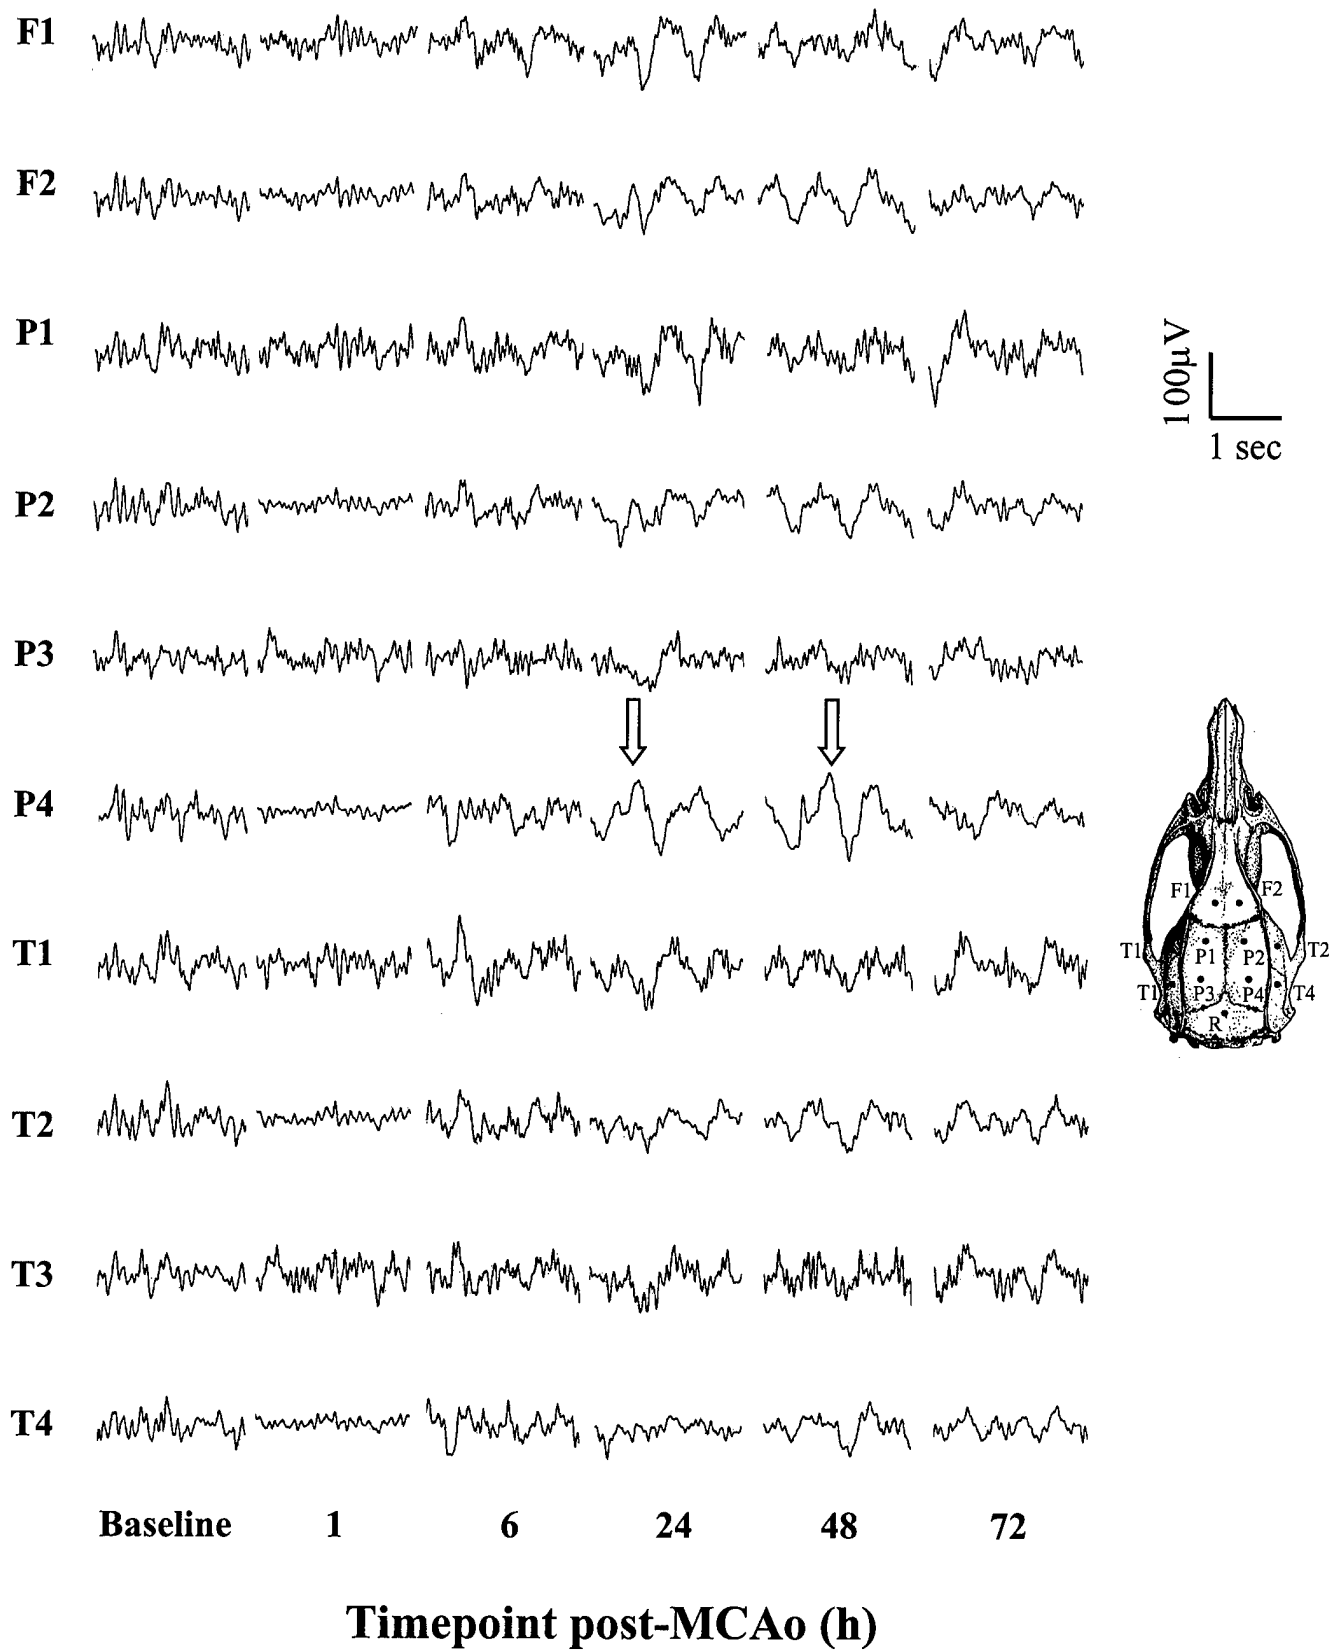 F1
F2
P1
100µV
1 sec
P2
P3
P4
F1 F2
T1 P1 P2 T2
T1 P3 P4 T4
R
T1
T2
T3
T4
Baseline 1 6 24 48 72
Timepoint post-MCAo (h)